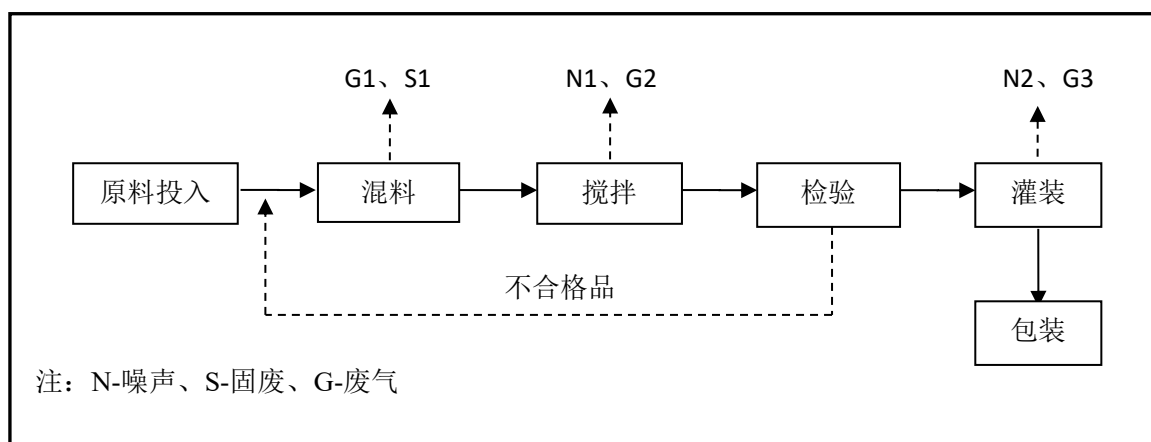 G1、S1
N1、G2
N2、G3
原料投入
混料
搅拌
检验
灌装
不合格品
包装
注：N-噪声、S-固废、G-废气